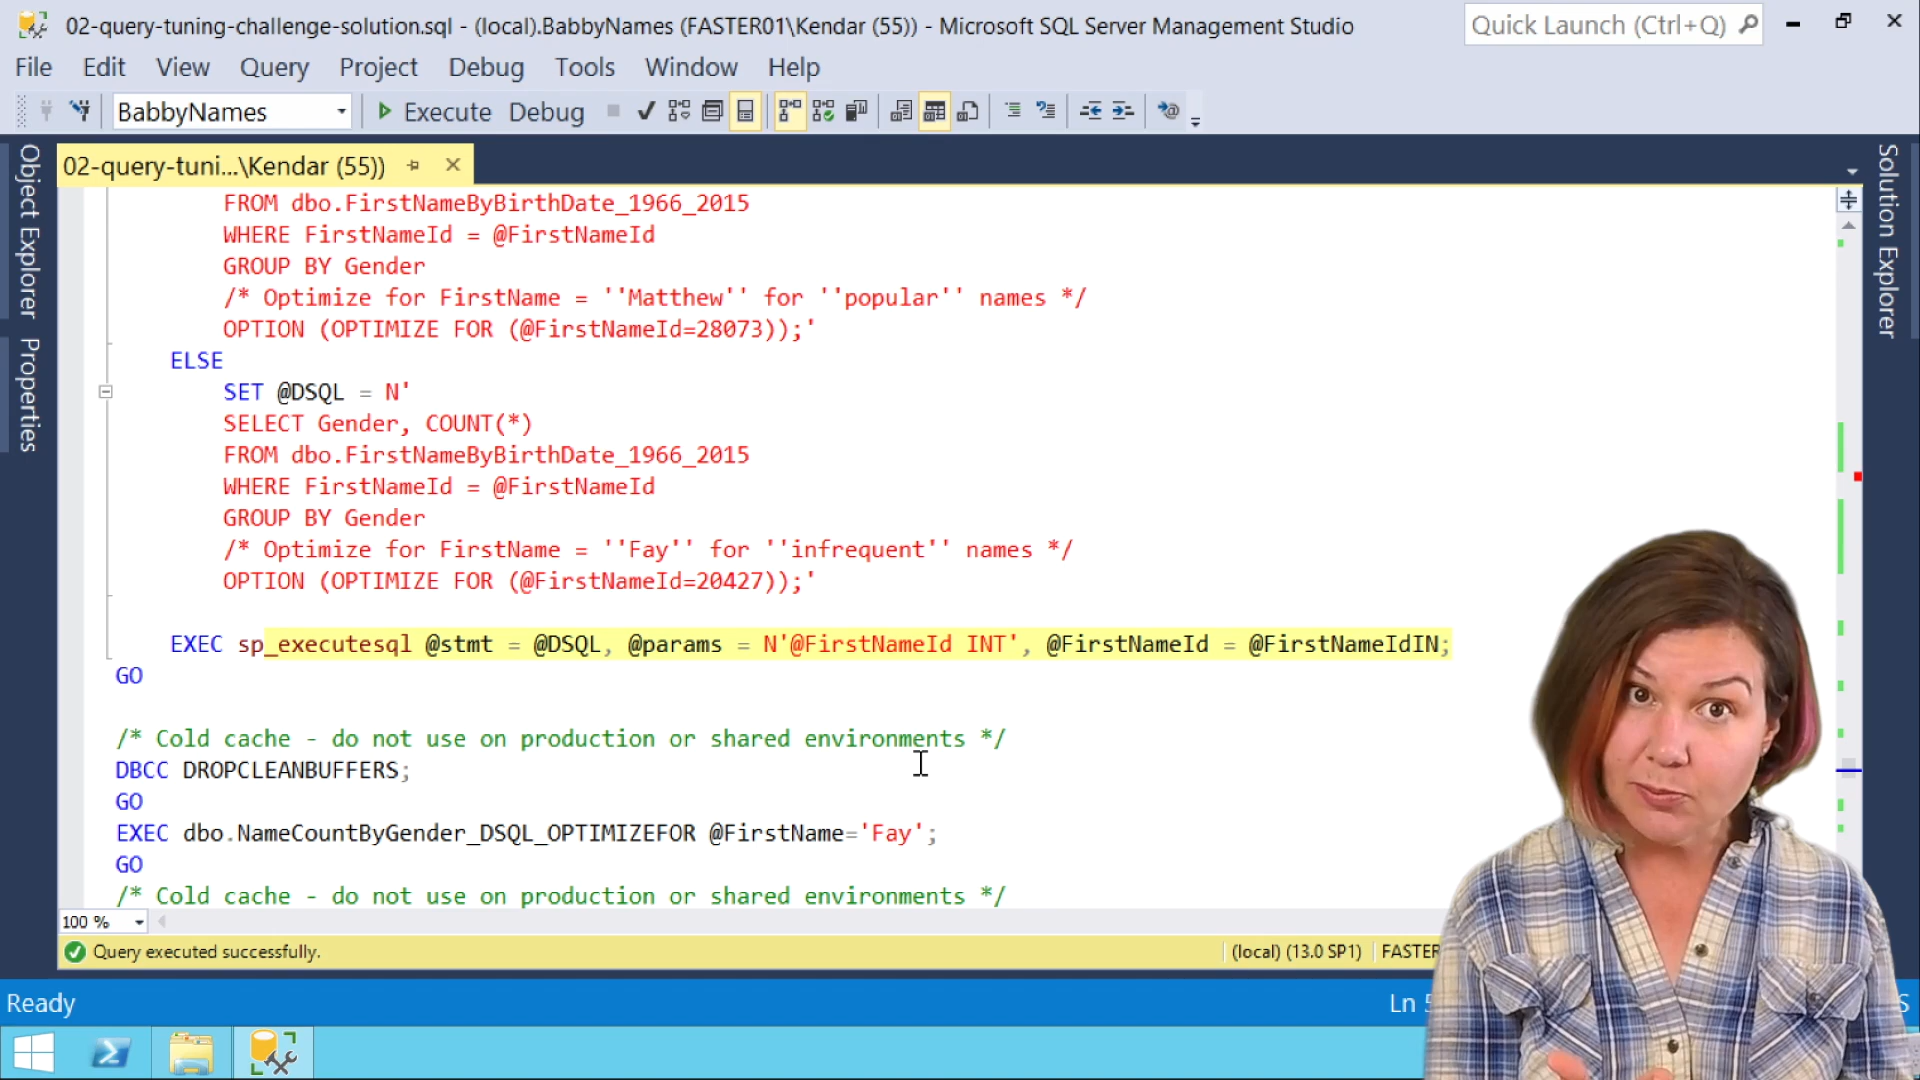 02-query-tuning-challenge-solution.sql - (local).BabbyNames (FASTER01\Kendar (55)) - Microsoft SQL Server Management Studio
Quick Launch (Ctrl+Q)
File Edit View Query Project Debug Tools Window Help
BabbyNames Execute Debug
02-query-tuni...\Kendar (55))
Object Explorer
Properties
Solution Explorer
FROM dbo.FirstNameByBirthDate_1966_2015
WHERE FirstNameId = @FirstNameId
GROUP BY Gender
/* Optimize for FirstName = ''Matthew'' for ''popular'' names */
OPTION (OPTIMIZE FOR (@FirstNameId=28073));'
ELSE
SET @DSQL = N'
SELECT Gender, COUNT(*)
FROM dbo.FirstNameByBirthDate_1966_2015
WHERE FirstNameId = @FirstNameId
GROUP BY Gender
/* Optimize for FirstName = ''Fay'' for ''infrequent'' names */
OPTION (OPTIMIZE FOR (@FirstNameId=20427));'
EXEC sp_executesql @stmt = @DSQL, @params = N'@FirstNameId INT', @FirstNameId = @FirstNameIdIN;
GO
/* Cold cache - do not use on production or shared environments */
DBCC DROPCLEANBUFFERS;
GO
EXEC dbo.NameCountByGender_DSQL_OPTIMIZEFOR @FirstName='Fay';
GO
/* Cold cache - do not use on production or shared environments */
100 %
Query executed successfully.
(local) (13.0 SP1) FASTER
Ready
Ln